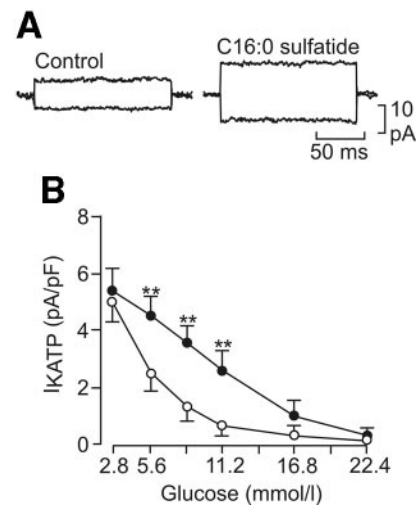 A
Control
C16:0 sulfatide
10
pA
50 ms
B
IKATP (pA/pF)
8
6
4
2
0
** ** **
2.8 5.6 11.2 16.8 22.4
Glucose (mmol/l)